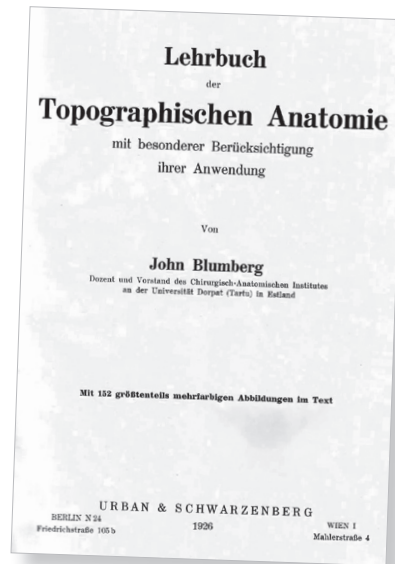 Lehrbuch
der
Topographischen Anatomie
mit besonderer Berücksichtigung
ihrer Anwendung
Von
John Blumberg
Dozent und Vorstand des Chirurgisch-Anatomischen Institutes
an der Universität Dorpat (Tartu) in Estland
Mit 152 größtenteils mehrfarbigen Abbildungen im Text
URBAN & SCHWARZENBERG
BERLIN N 24
Friedrichstraße 105 b
1926
WIEN I
Mahlerstraße 4